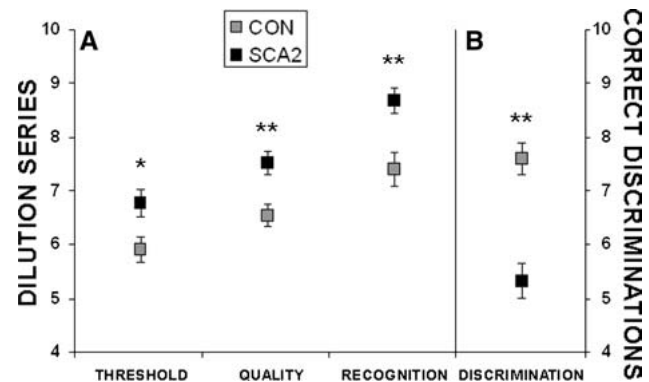 A
B
CON
SCA2
DILUTION SERIES
10
9
8
7
6
5
4
*
**
**
**
10
9
8
7
6
5
4
CORRECT DISCRIMINATIONS
THRESHOLD QUALITY RECOGNITION DISCRIMINATION